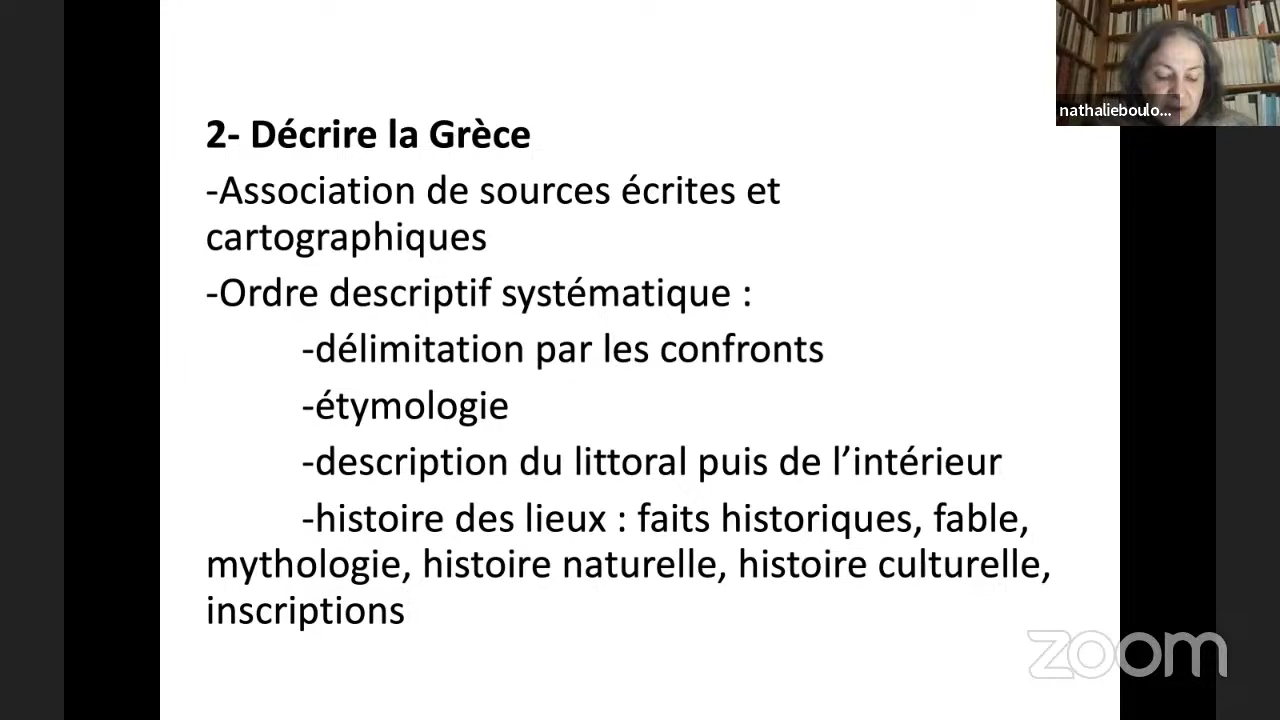 nathalieboulo...
2- Décrire la Grèce
-Association de sources écrites et
cartographiques
-Ordre descriptif systématique :
-délimitation par les confronts
-étymologie
-description du littoral puis de l’intérieur
-histoire des lieux : faits historiques, fable,
mythologie, histoire naturelle, histoire culturelle,
inscriptions
zoom